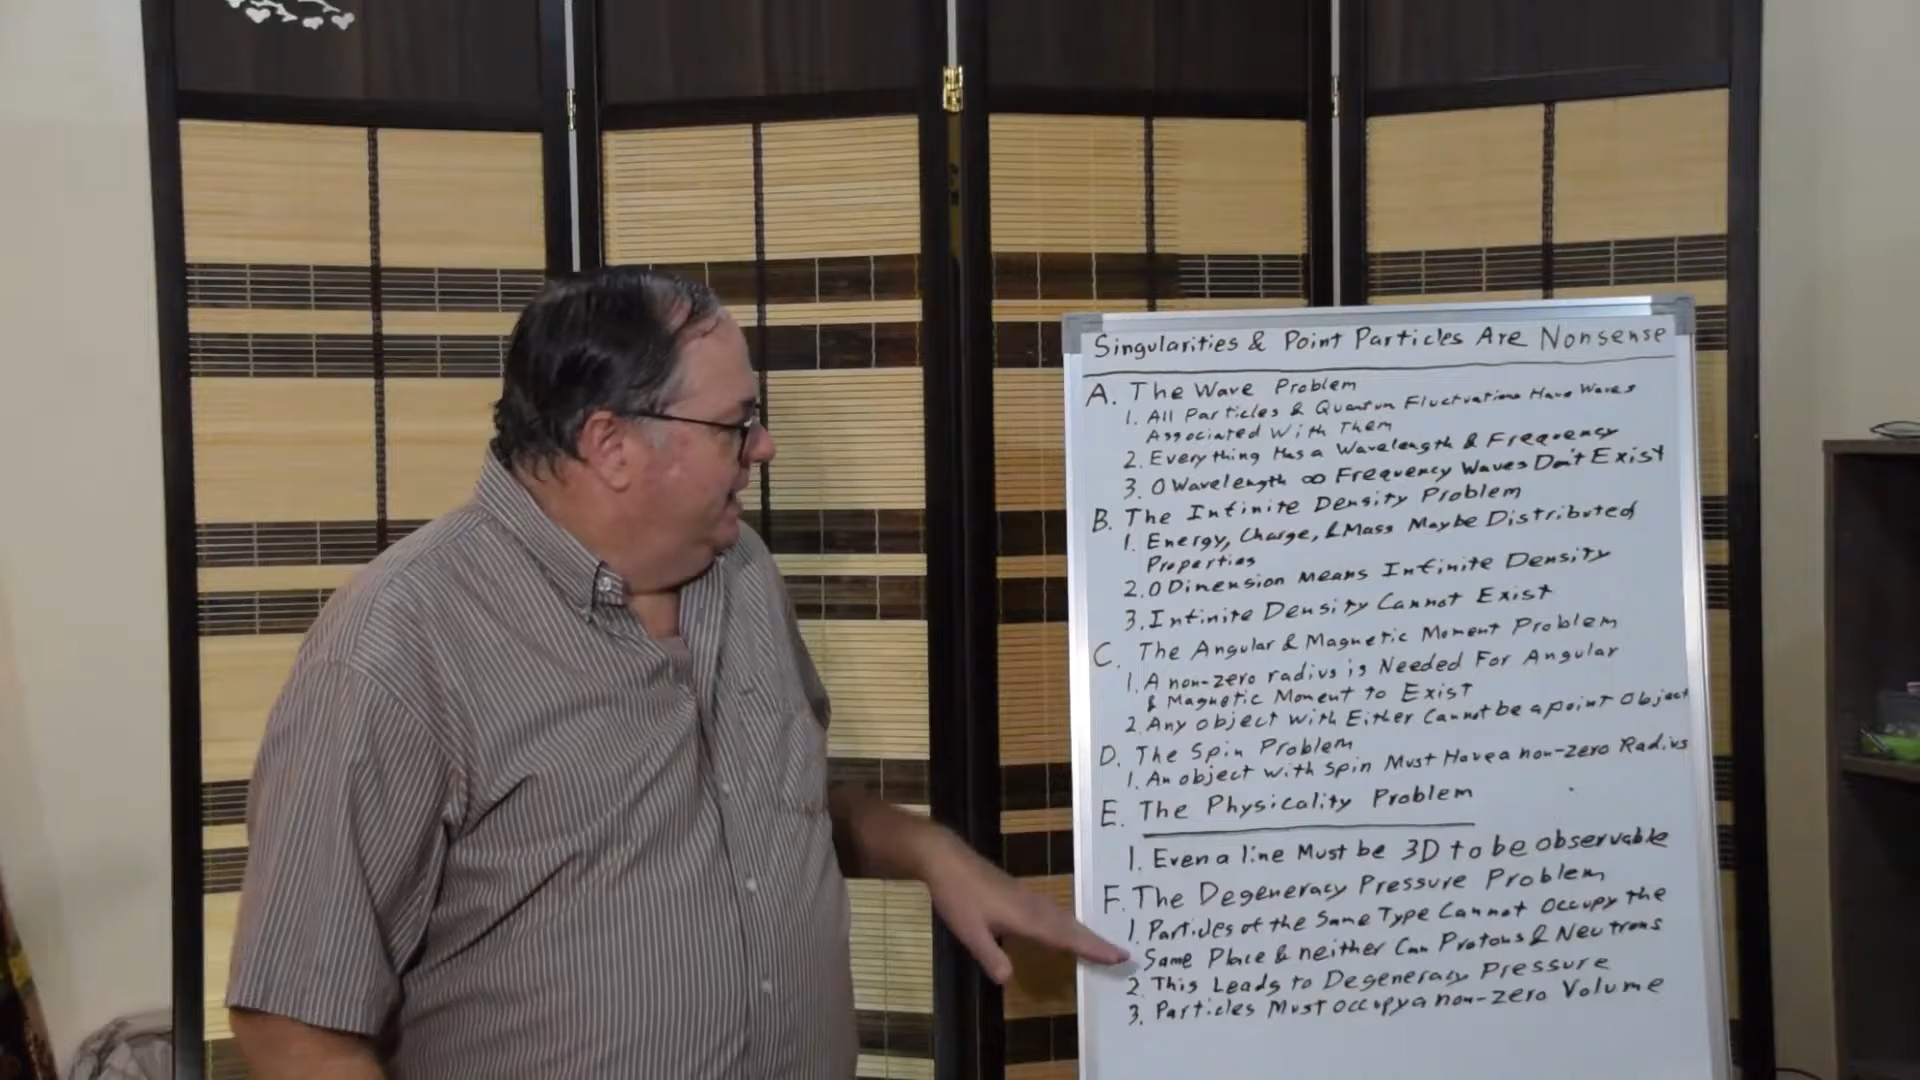 Singularities & Point Particles Are Nonsense
A. The Wave Problem
1. All Particles & Quantum Fluctuations Have Waves
Associated With Them
2. Everything Has a Wavelength & Frequency
3. 0 Wavelength ∞ Frequency Waves Don't Exist
B. The Infinite Density Problem
1. Energy, Charge, & Mass Maybe Distributed
Properties
2. 0 Dimension Means Infinite Density
3. Infinite Density Cannot Exist
C. The Angular & Magnetic Moment Problem
1. A non-zero radius is Needed For Angular
& Magnetic Moment to Exist
2. Any object with Either Cannot be a point Object
D. The Spin Problem
1. An object with Spin Must Have a non-zero Radius
E. The Physicality Problem
1. Even a line Must be 3D to be observable
F. The Degeneracy Pressure Problem
1. Particles of the Same Type Cannot Occupy the
Same Place & neither Can Protons & Neutrons
2. This Leads to Degeneracy Pressure
3. Particles Must occupy a non-zero Volume